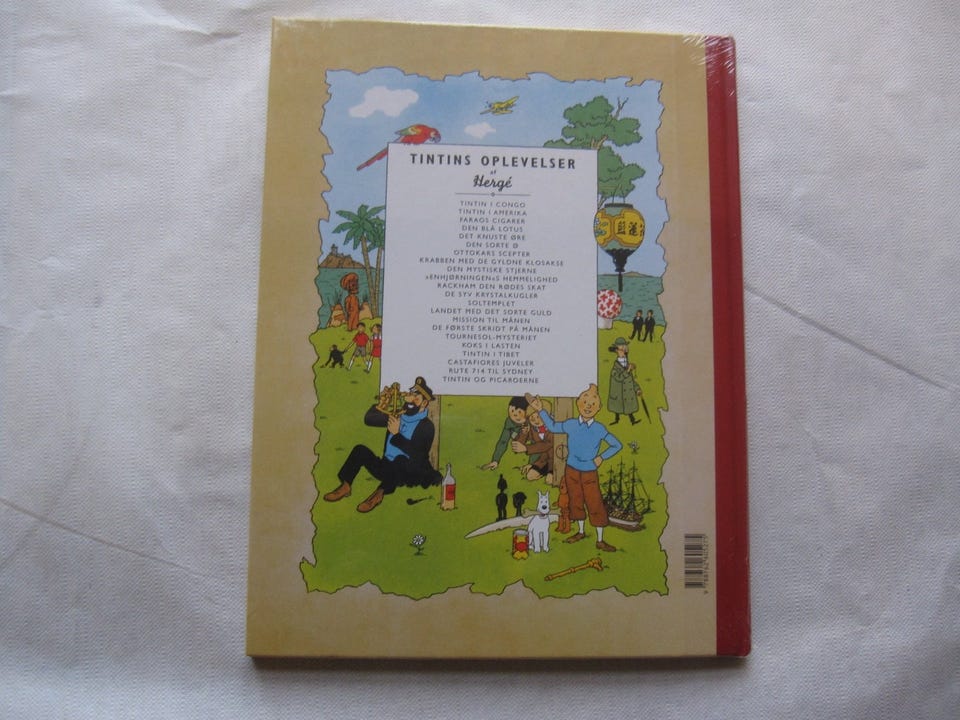 TINTINS OPLEVELSER
af
Hergé
TINTIN I CONGO
TINTIN I AMERIKA
FARAOS CIGARER
DEN BLÅ LOTUS
DET KNUSTE ØRE
DEN SORTE Ø
OTTOKARS SCEPTER
KRABBEN MED DE GYLDNE KLOSAKSE
DEN MYSTISKE STJERNE
»ENHJØRNINGEN«S HEMMELIGHED
RACKHAM DEN RØDES SKAT
DE SYV KRYSTALKUGLER
SOLTEMPLET
LANDET MED DET SORTE GULD
MISSION TIL MÅNEN
DE FØRSTE SKRIDT PÅ MÅNEN
TOURNESOL-MYSTERIET
KOKS I LASTEN
TINTIN I TIBET
CASTAFIORES JUVELER
RUTE 714 TIL SYDNEY
TINTIN OG PICAROERNE